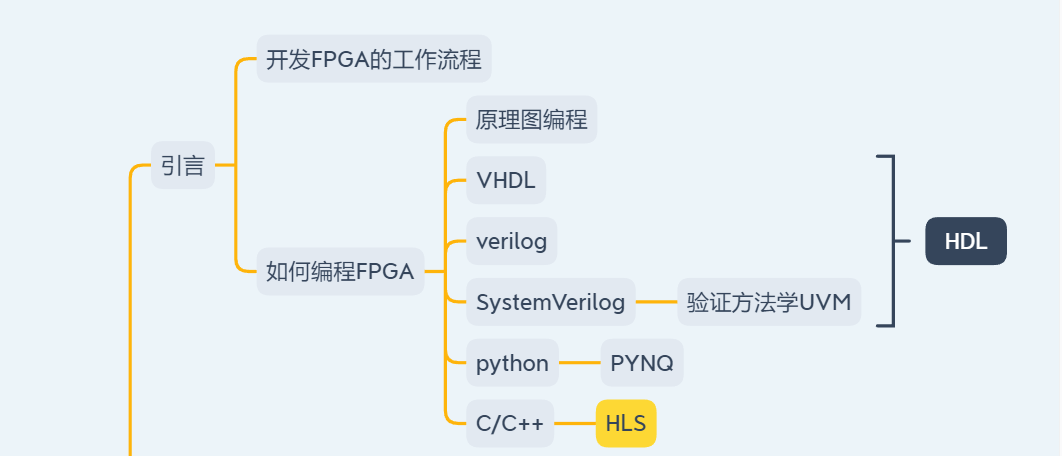 开发FPGA的工作流程
引言
如何编程FPGA
原理图编程
VHDL
verilog
SystemVerilog
验证方法学UVM
HDL
python
PYNQ
C/C++
HLS